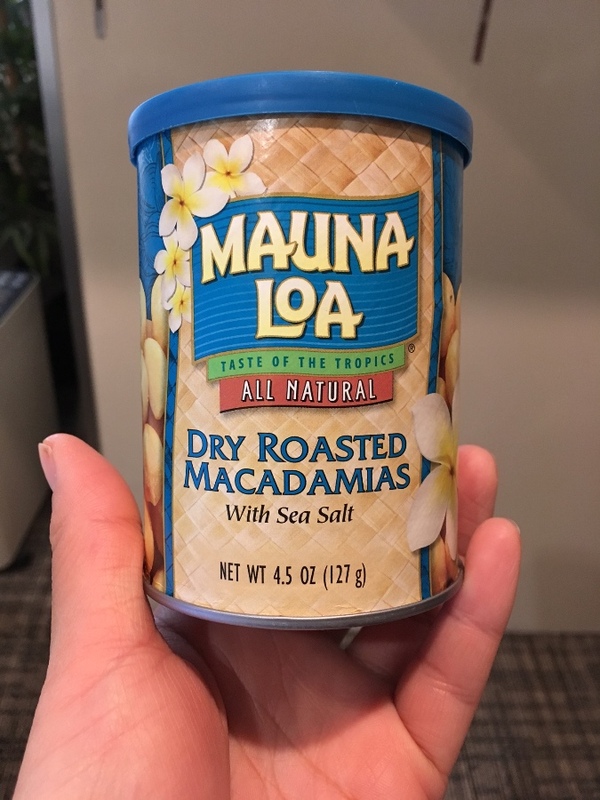 MAUNA
LOA
®
TASTE OF THE TROPICS
ALL NATURAL
DRY ROASTED
MACADAMIAS
With Sea Salt
NET WT 4.5 OZ (127 g)